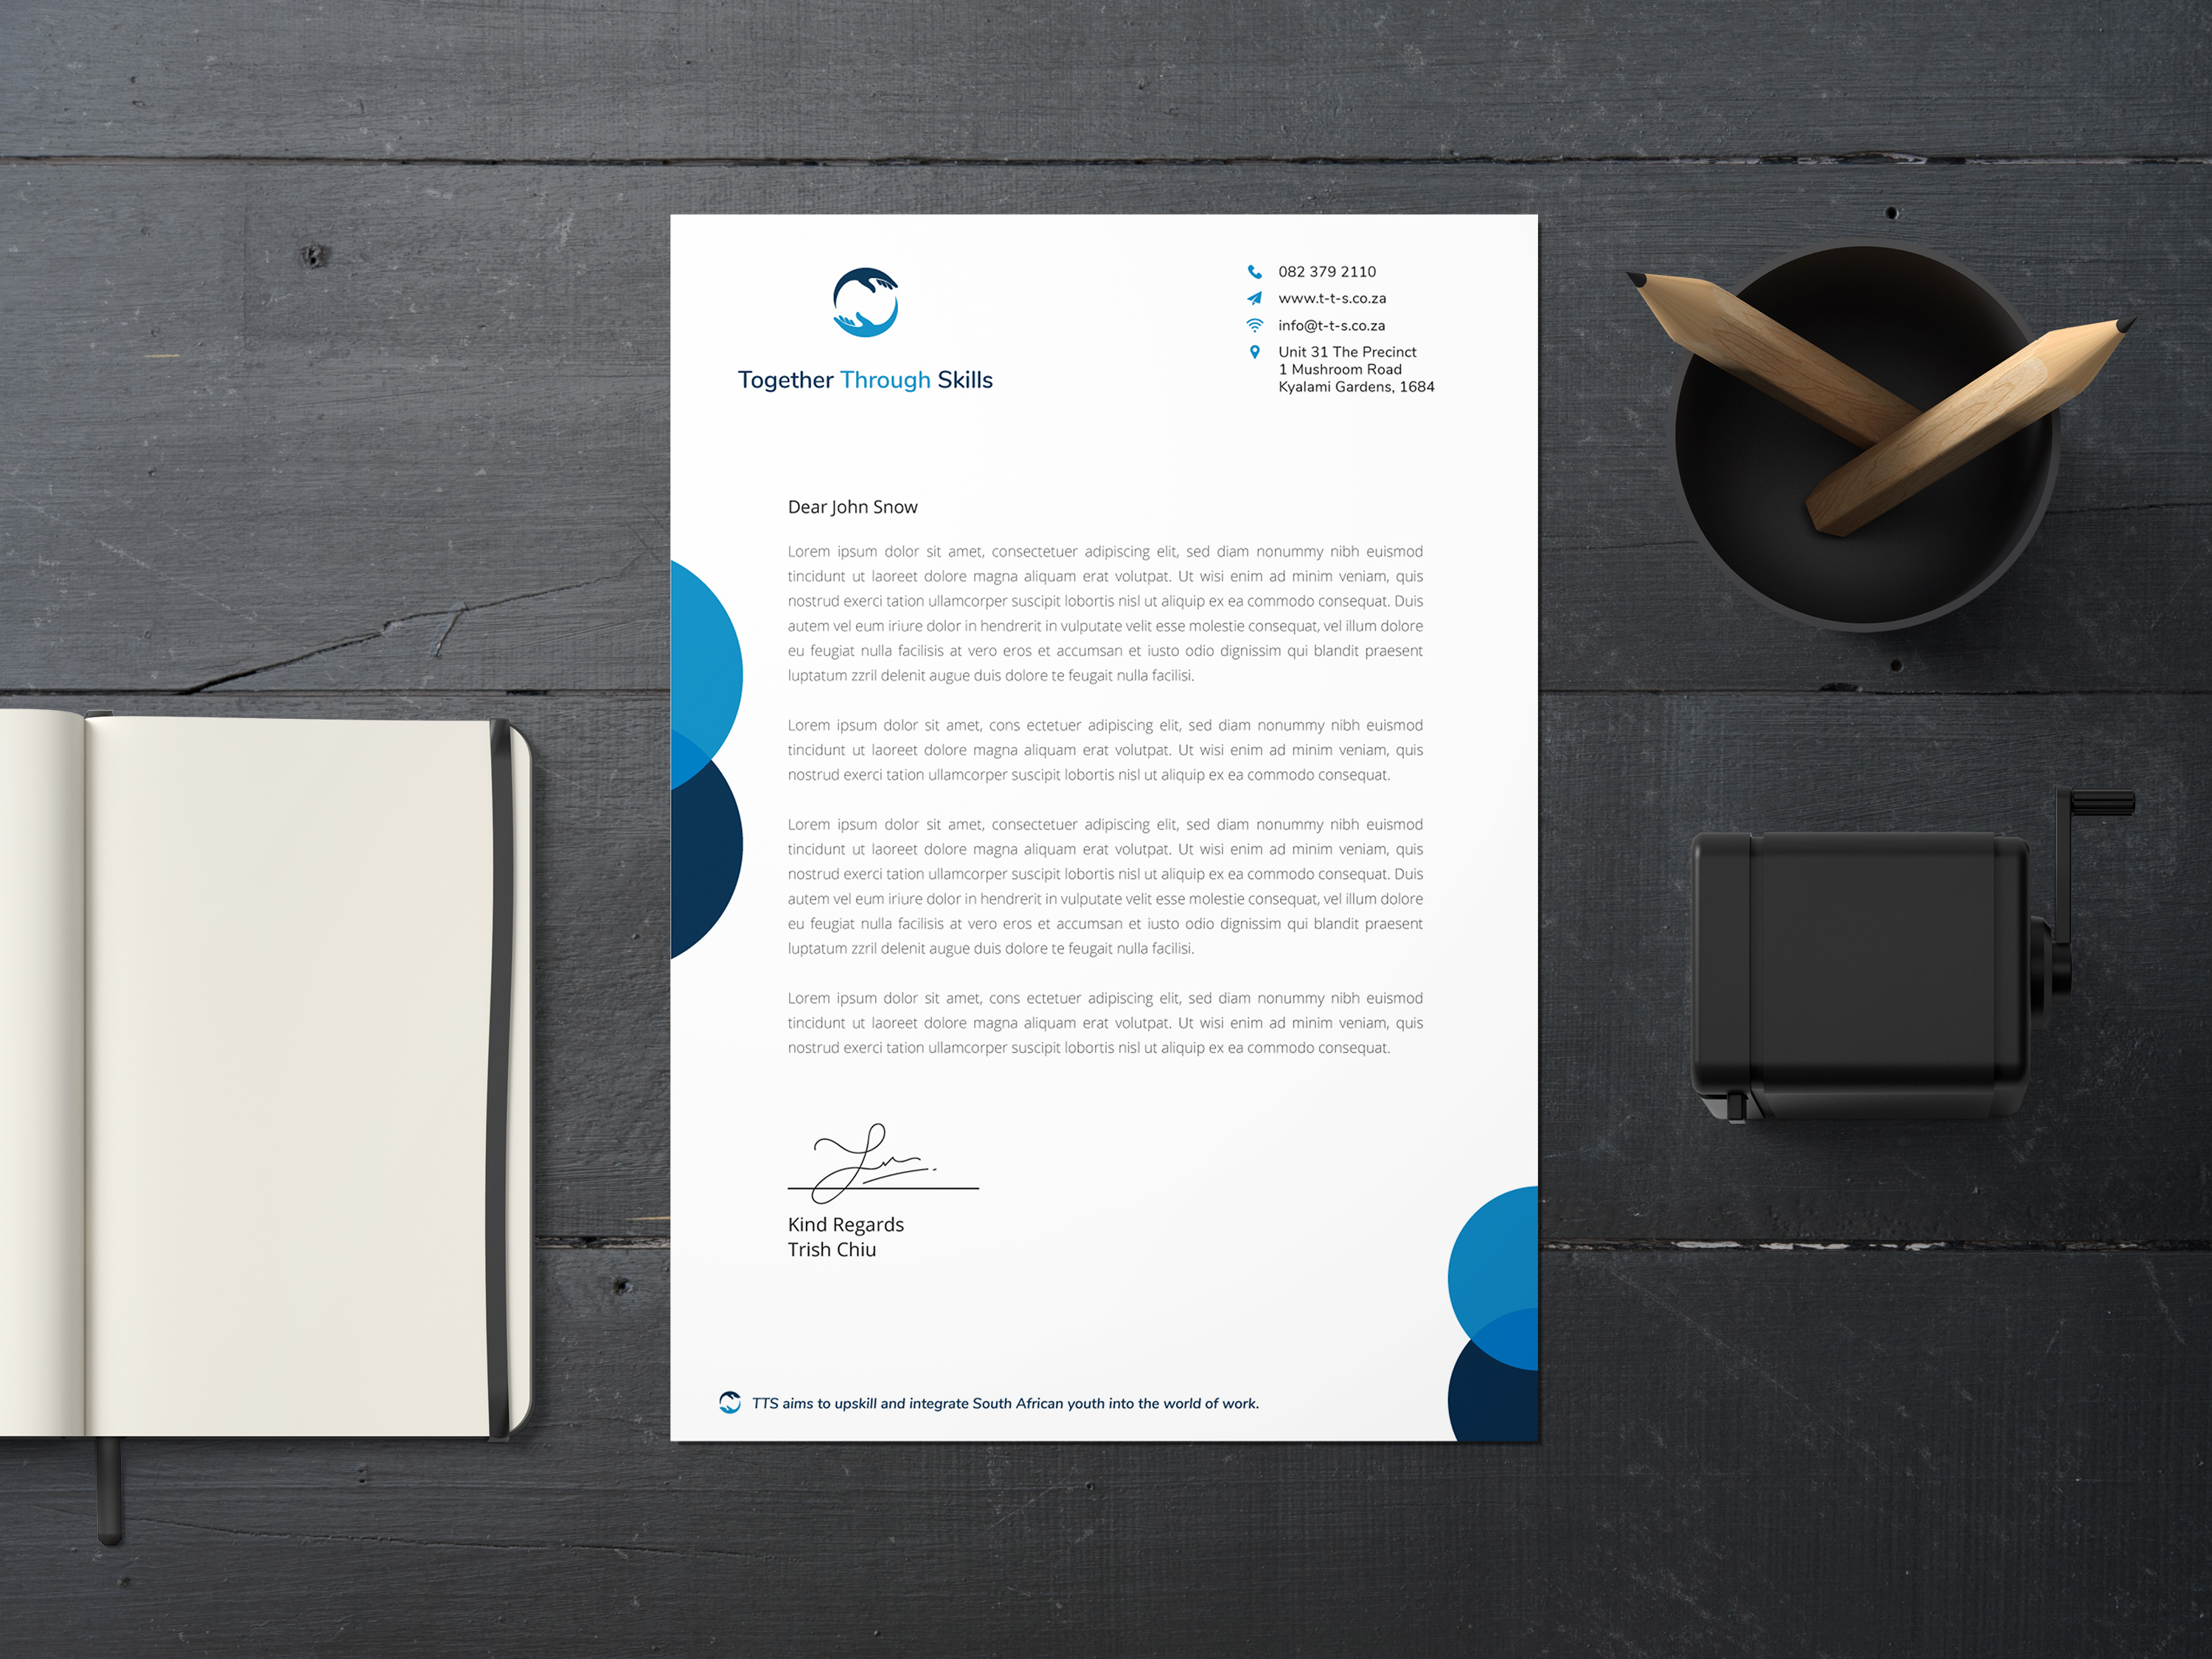 Together Through Skills
082 379 2110
www.t-t-s.co.za
info@t-t-s.co.za
Unit 31 The Precinct
1 Mushroom Road
Kyalami Gardens, 1684
Dear John Snow
Lorem ipsum dolor sit amet, consectetuer adipiscing elit, sed diam nonummy nibh euismod
tincidunt ut laoreet dolore magna aliquam erat volutpat. Ut wisi enim ad minim veniam, quis
nostrud exerci tation ullamcorper suscipit lobortis nisl ut aliquip ex ea commodo consequat. Duis
autem vel eum iriure dolor in hendrerit in vulputate velit esse molestie consequat, vel illum dolore
eu feugiat nulla facilisis at vero eros et accumsan et iusto odio dignissim qui blandit praesent
luptatum zzril delenit augue duis dolore te feugait nulla facilisi.
Lorem ipsum dolor sit amet, cons ectetuer adipiscing elit, sed diam nonummy nibh euismod
tincidunt ut laoreet dolore magna aliquam erat volutpat. Ut wisi enim ad minim veniam, quis
nostrud exerci tation ullamcorper suscipit lobortis nisl ut aliquip ex ea commodo consequat.
Lorem ipsum dolor sit amet, consectetuer adipiscing elit, sed diam nonummy nibh euismod
tincidunt ut laoreet dolore magna aliquam erat volutpat. Ut wisi enim ad minim veniam, quis
nostrud exerci tation ullamcorper suscipit lobortis nisl ut aliquip ex ea commodo consequat. Duis
autem vel eum iriure dolor in hendrerit in vulputate velit esse molestie consequat, vel illum dolore
eu feugiat nulla facilisis at vero eros et accumsan et iusto odio dignissim qui blandit praesent
luptatum zzril delenit augue duis dolore te feugait nulla facilisi.
Lorem ipsum dolor sit amet, cons ectetuer adipiscing elit, sed diam nonummy nibh euismod
tincidunt ut laoreet dolore magna aliquam erat volutpat. Ut wisi enim ad minim veniam, quis
nostrud exerci tation ullamcorper suscipit lobortis nisl ut aliquip ex ea commodo consequat.
Kind Regards
Trish Chiu
TTS aims to upskill and integrate South African youth into the world of work.